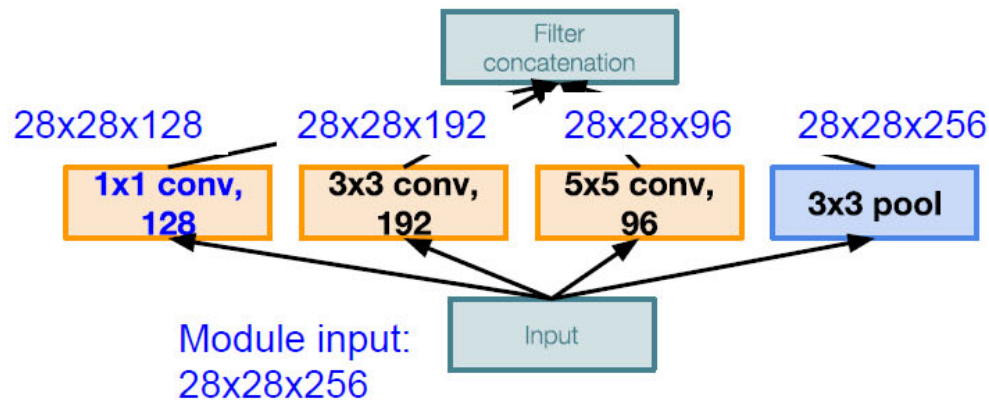 Filter
concatenation
28x28x128
28x28x192
28x28x96
28x28x256
1x1 conv,
128
3x3 conv,
192
5x5 conv,
96
3x3 pool
Input
Module input:
28x28x256